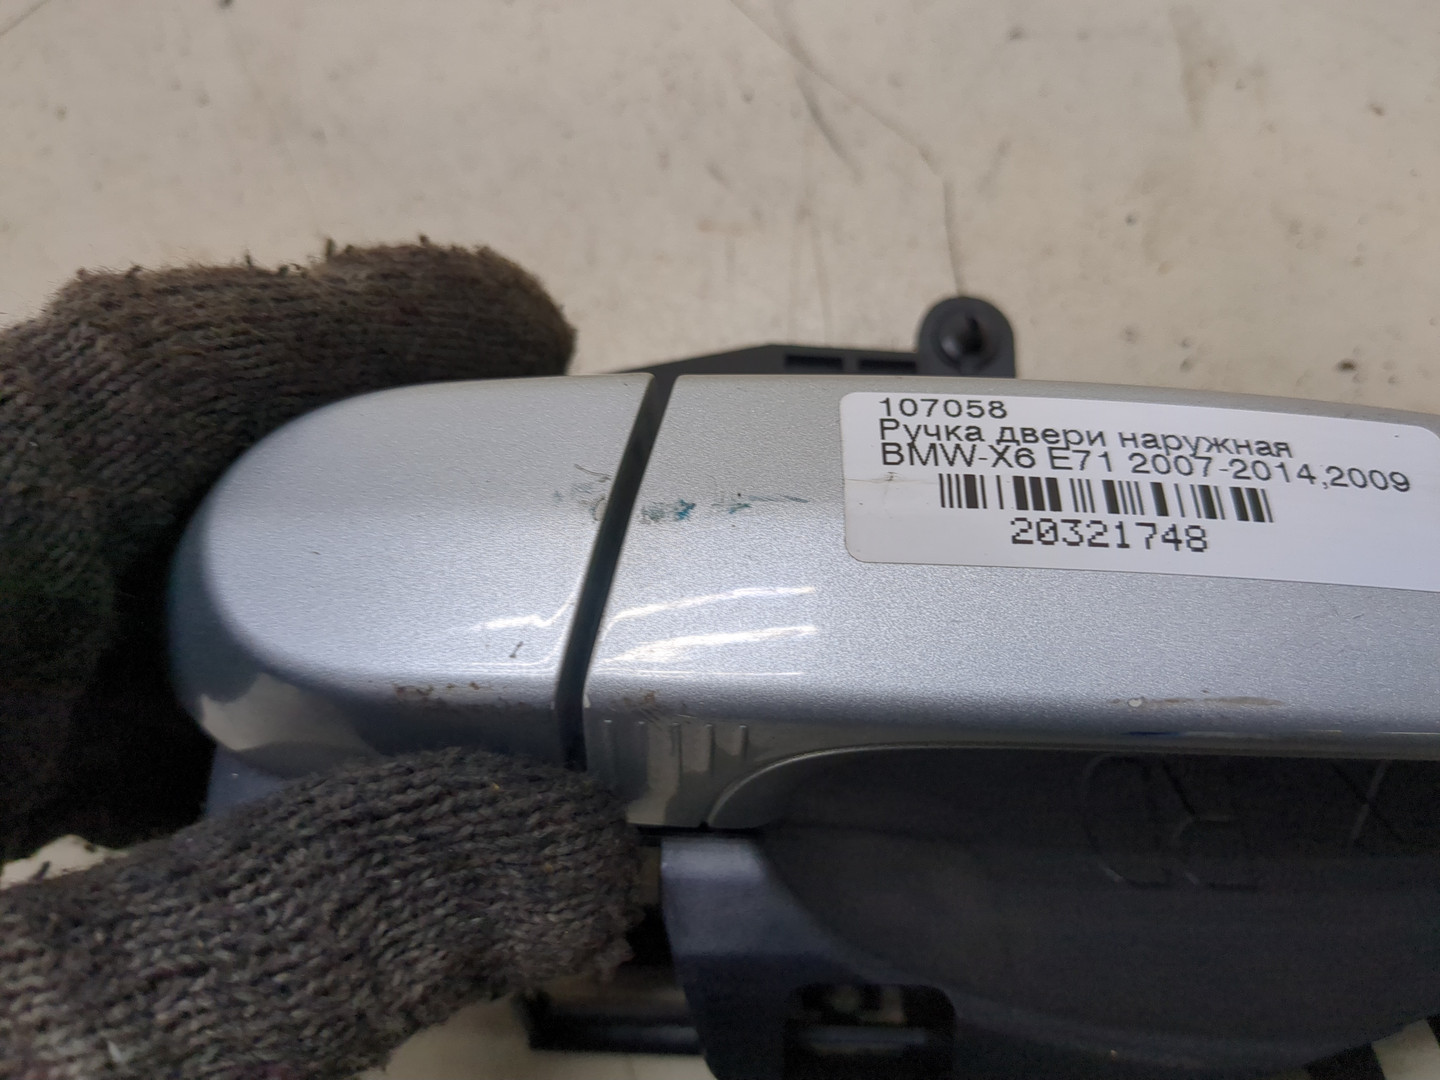 107058
Ручка двери наружная
BMW-X6 E71 2007-2014,2009
20321748